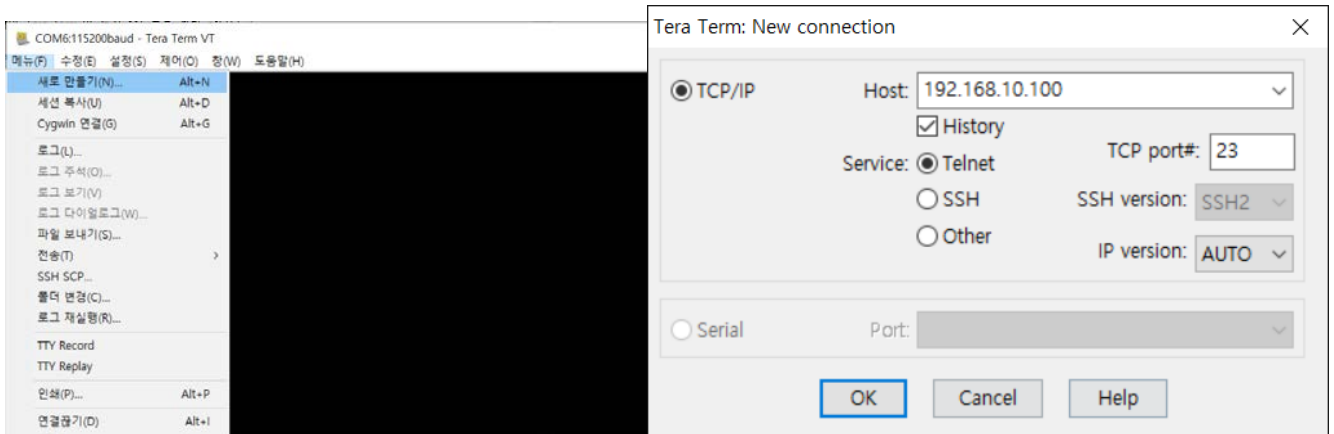 COM6:115200baud - Tera Term VT
메뉴(F) 수정(E) 설정(S) 제어(O) 창(W) 도움말(H)
새로 만들기(N)... Alt+N
세션 복사(U) Alt+D
Cygwin 연결(G) Alt+G
로그(L)...
로그 주석(O)...
로그 보기(V)
로그 다이얼로그(W)...
파일 보내기(S)...
전송(T)
SSH SCP...
폴더 변경(C)...
로그 재실행(R)...
TTY Record
TTY Replay
인쇄(P)... Alt+P
연결끊기(D) Alt+I
Tera Term: New connection
TCP/IP
Host: 192.168.10.100
History
Service: Telnet
TCP port#: 23
SSH
SSH version: SSH2
Other
IP version: AUTO
Serial
Port:
OK Cancel Help